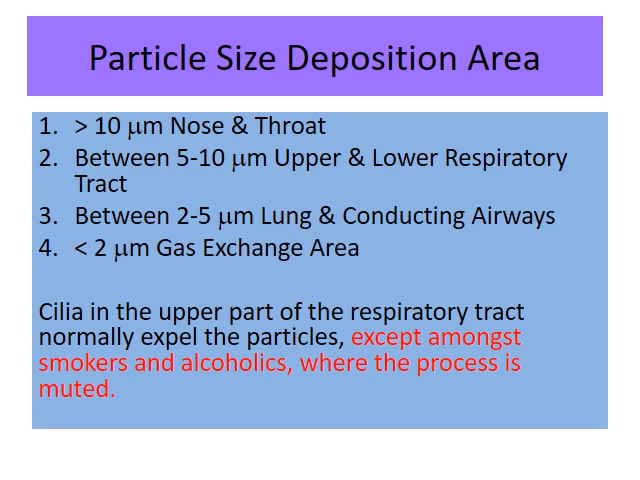 Particle Size Deposition Area
1. > 10 μm Nose & Throat
2. Between 5-10 μm Upper & Lower Respiratory
Tract
3. Between 2-5 μm Lung & Conducting Airways
4. < 2 μm Gas Exchange Area
Cilia in the upper part of the respiratory tract
normally expel the particles, except amongst
smokers and alcoholics, where the process is
muted.